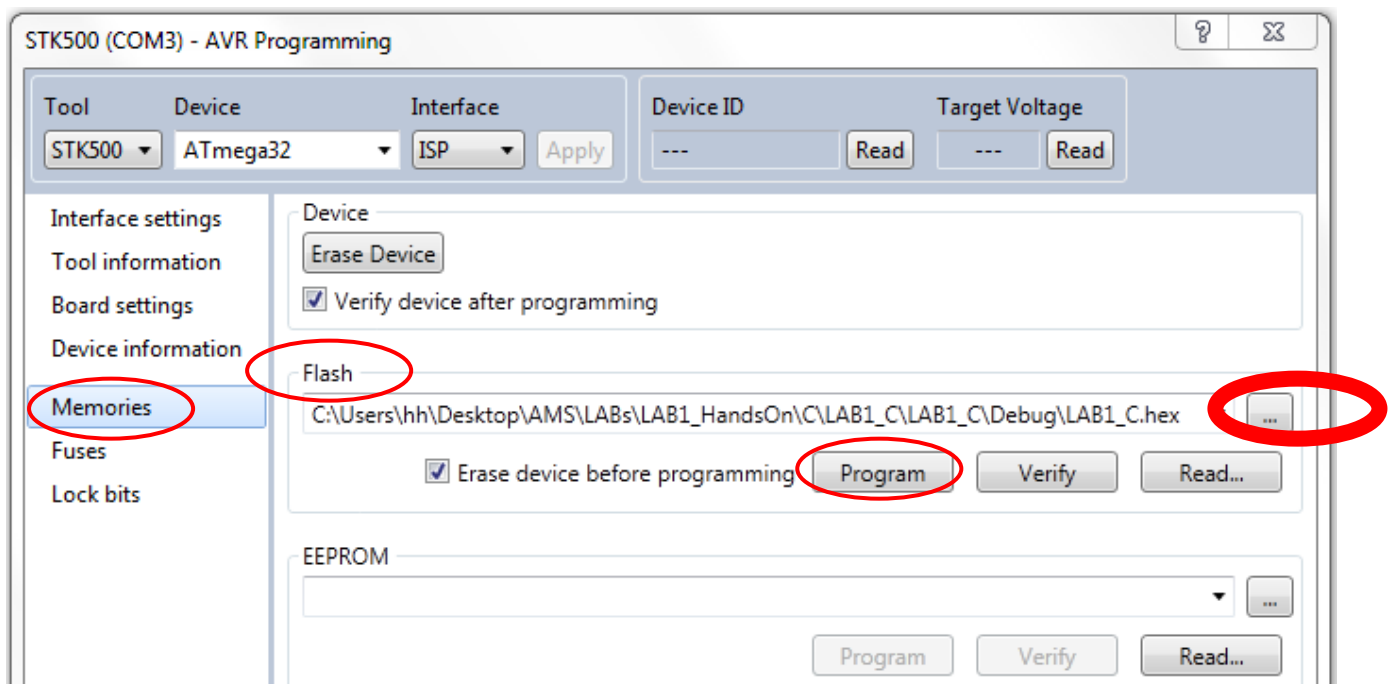 STK500 (COM3) - AVR Programming
Tool Device Interface Device ID Target Voltage
STK500 ATmega32 ISP Apply --- Read --- Read
Interface settings
Tool information
Board settings
Device information
Memories
Fuses
Lock bits
Device
Erase Device
Verify device after programming
Flash
C:\Users\hh\Desktop\AMS\LABs\LAB1_HandsOn\C\LAB1_C\LAB1_C\Debug\LAB1_C.hex ...
Erase device before programming Program Verify Read...
EEPROM
...
Program Verify Read...